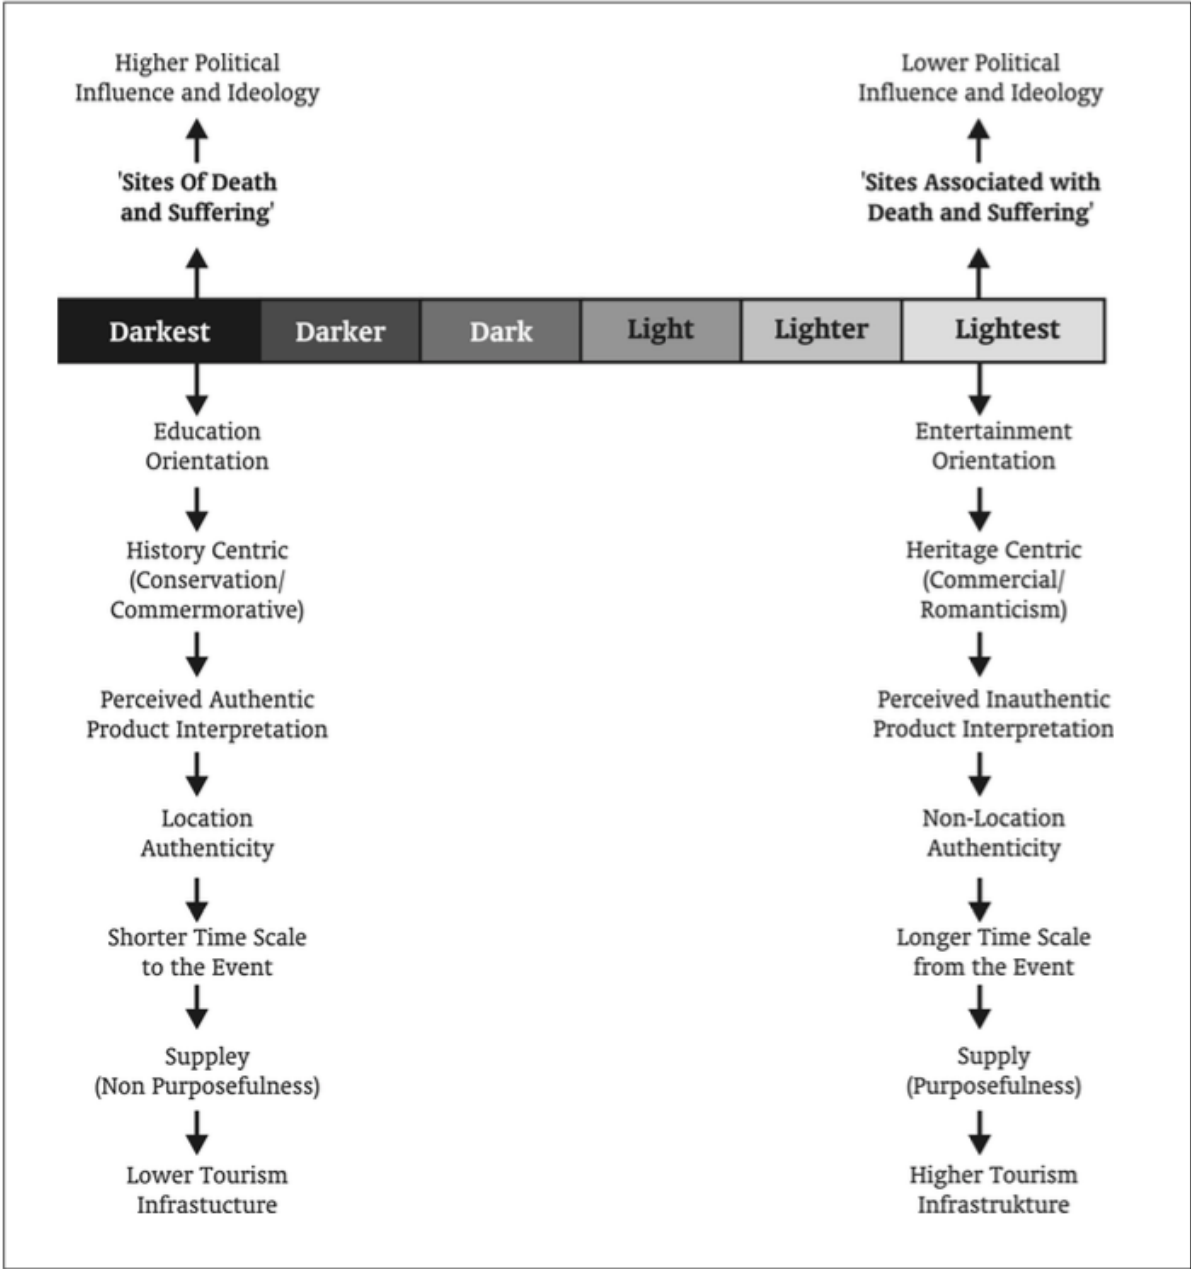 Higher Political
Influence and Ideology
'Sites Of Death
and Suffering'
Lower Political
Influence and Ideology
'Sites Associated with
Death and Suffering'
Darkest Darker Dark Light Lighter Lightest
Education
Orientation
History Centric
(Conservation/
Commermorative)
Perceived Authentic
Product Interpretation
Location
Authenticity
Shorter Time Scale
to the Event
Suppley
(Non Purposefulness)
Lower Tourism
Infrastucture
Entertainment
Orientation
Heritage Centric
(Commercial/
Romanticism)
Perceived Inauthentic
Product Interpretation
Non-Location
Authenticity
Longer Time Scale
from the Event
Supply
(Purposefulness)
Higher Tourism
Infrastrukture